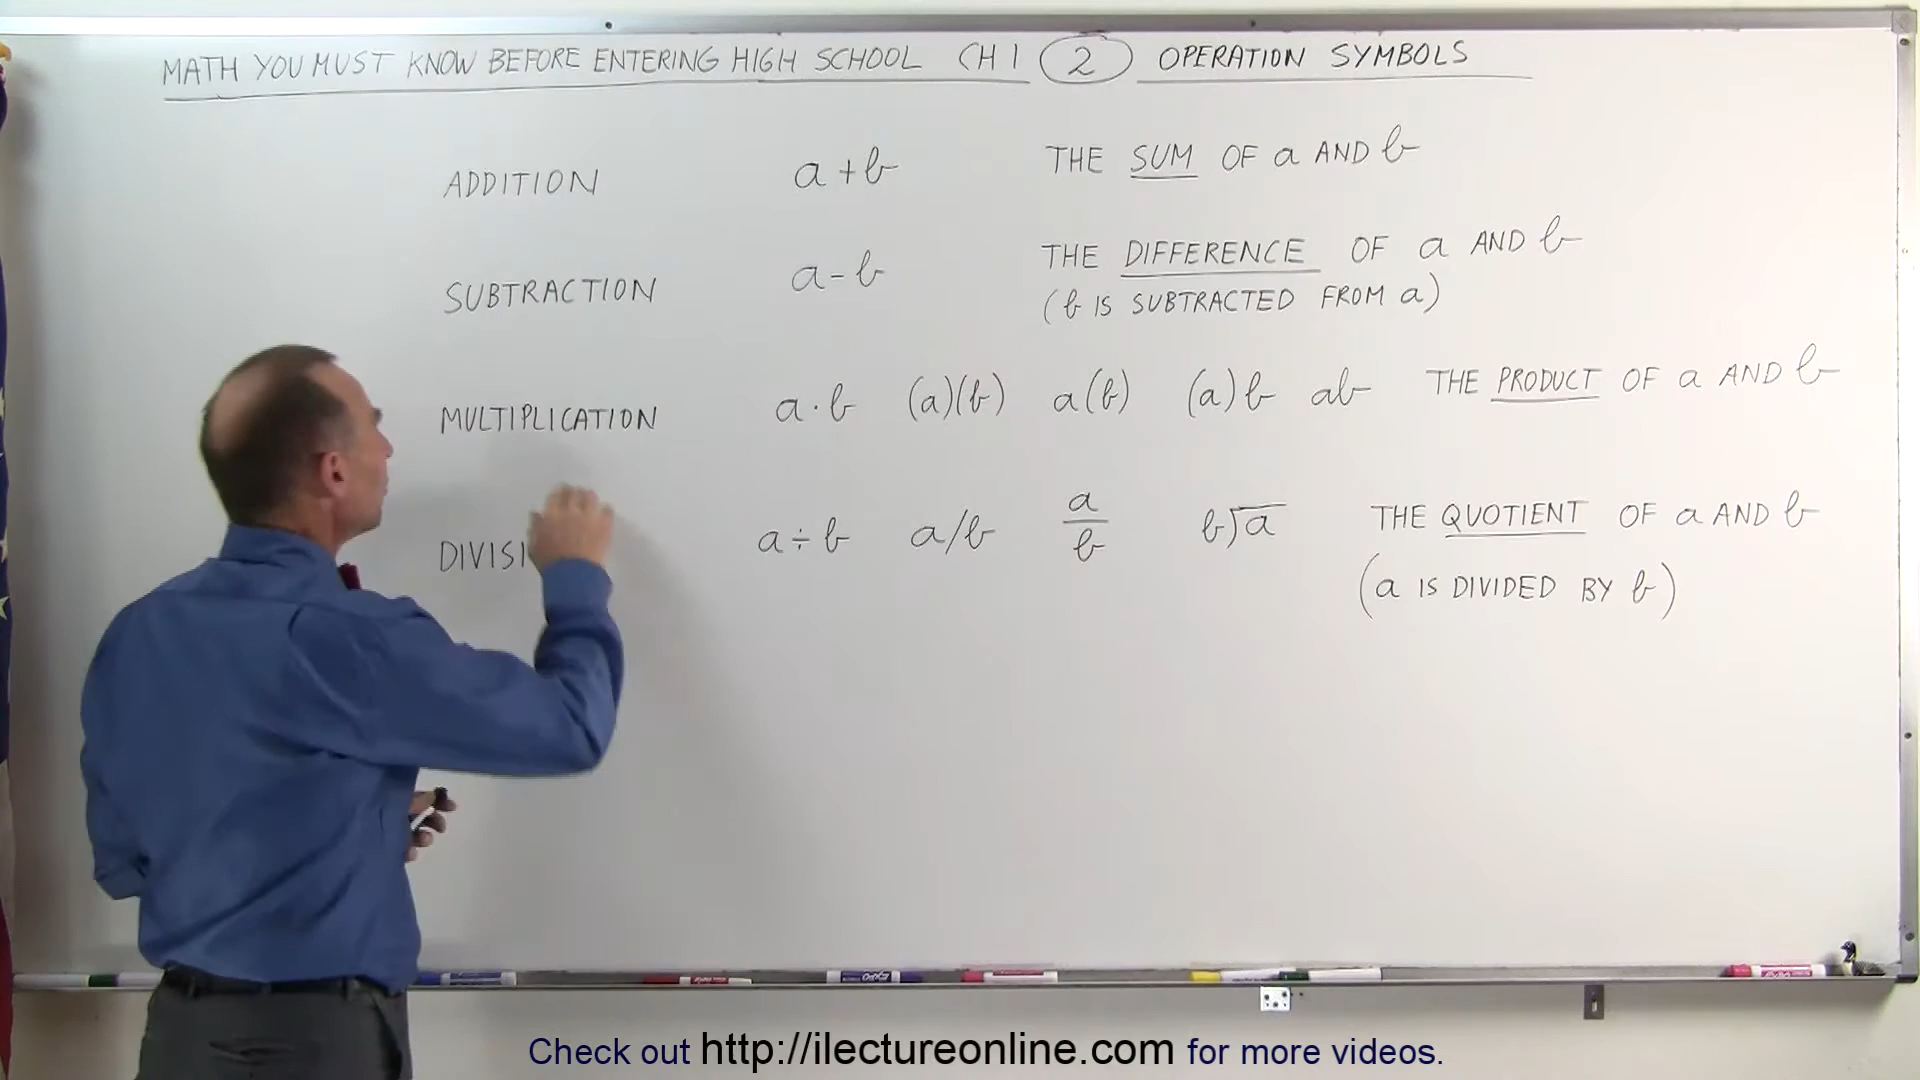 MATH YOU MUST KNOW BEFORE ENTERING HIGH SCHOOL CH 1 2 OPERATION SYMBOLS
ADDITION a + b THE SUM OF a AND b
SUBTRACTION a - b THE DIFFERENCE OF a AND b
(b IS SUBTRACTED FROM a)
MULTIPLICATION a · b (a)(b) a(b) (a)b ab THE PRODUCT OF a AND b
DIVISI a ÷ b a/b a/b b)a THE QUOTIENT OF a AND b
(a IS DIVIDED BY b)
EXPO
Check out http://ilectureonline.com for more videos.